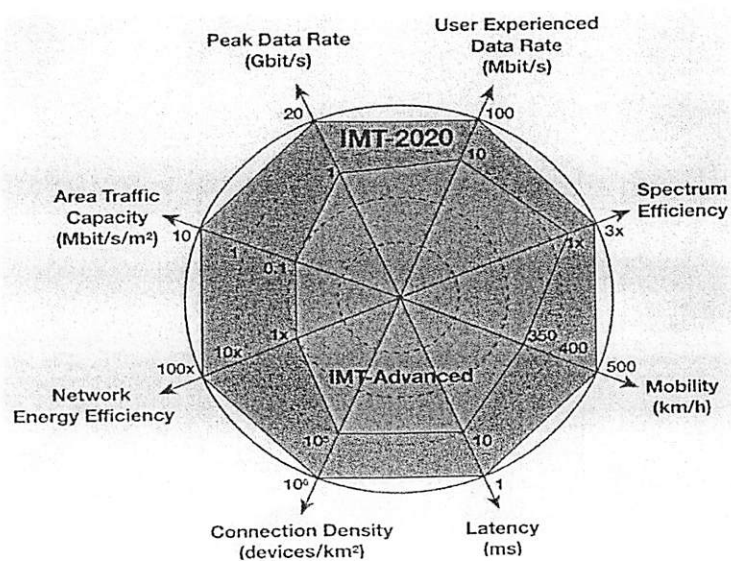 Peak Data Rate
(Gbit/s)
User Experienced
Data Rate
(Mbit/s)
20
100
IMT-2020
1
10
Area Traffic
Capacity
(Mbit/s/m²)
Spectrum
Efficiency
10
1
0.1
1x
3x
100x
10x
1x
350
400
500
Network
Energy Efficiency
IMT-Advanced
Mobility
(km/h)
10⁵
10
10⁶
1
Connection Density
(devices/km²)
Latency
(ms)